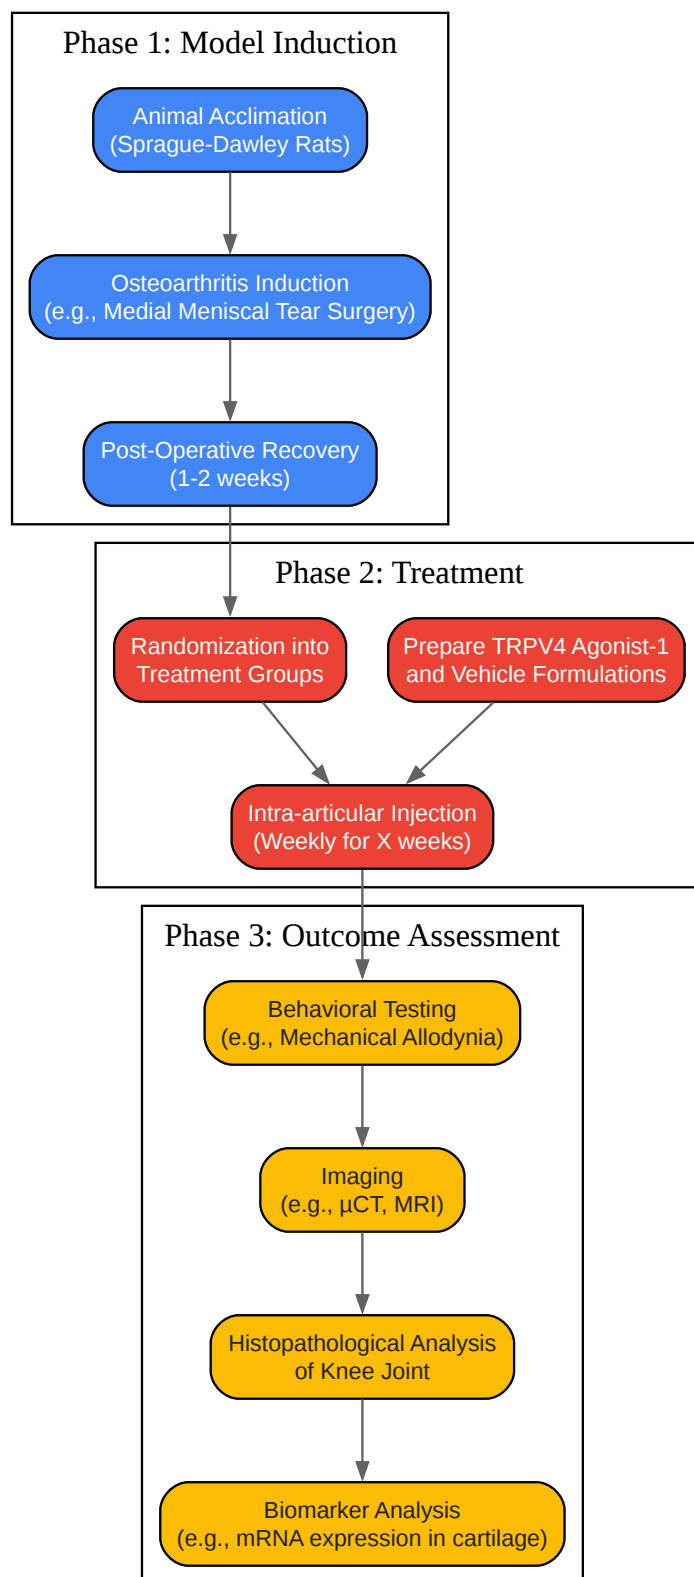 Phase 1: Model Induction
Animal Acclimation
(Sprague-Dawley Rats)
Osteoarthritis Induction
(e.g., Medial Meniscal Tear Surgery)
Post-Operative Recovery
(1-2 weeks)
Phase 2: Treatment
Randomization into
Treatment Groups
Prepare TRPV4 Agonist-1
and Vehicle Formulations
Intra-articular Injection
(Weekly for X weeks)
Phase 3: Outcome Assessment
Behavioral Testing
(e.g., Mechanical Allodynia)
Imaging
(e.g., µCT, MRI)
Histopathological Analysis
of Knee Joint
Biomarker Analysis
(e.g., mRNA expression in cartilage)